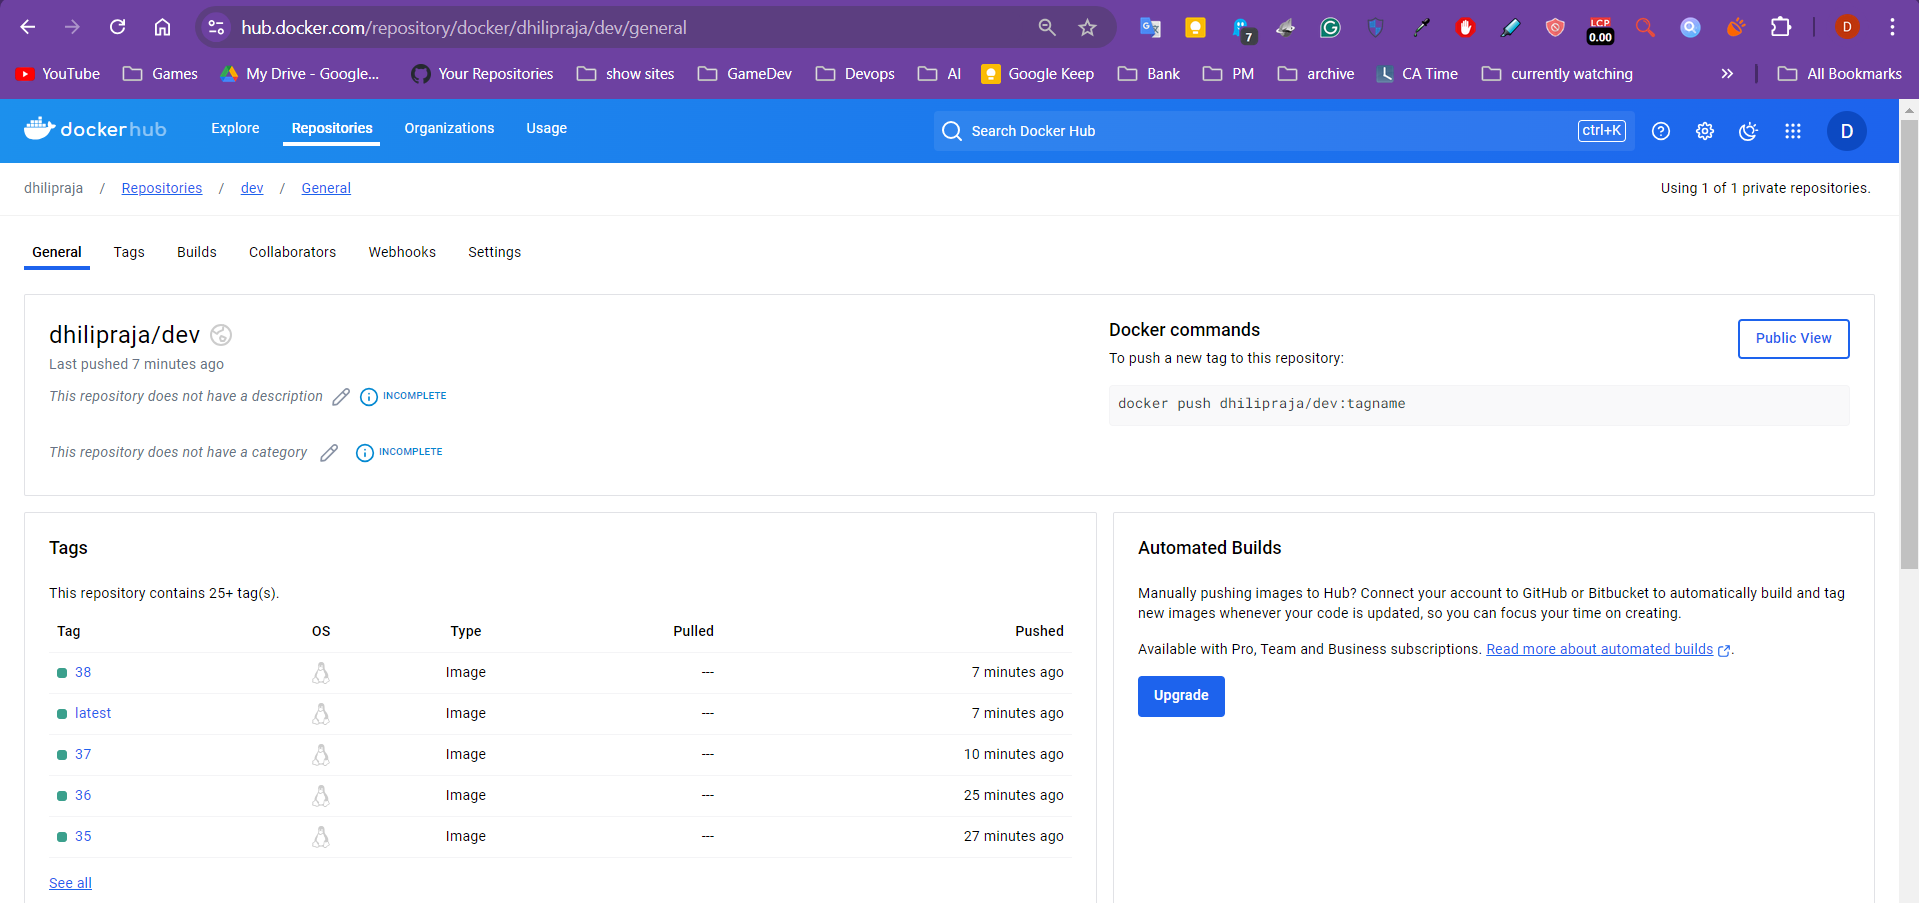 hub.docker.com/repository/docker/dhilipraja/dev/general
7
LCP
0.00
D
YouTube
Games
My Drive - Google...
Your Repositories
show sites
GameDev
Devops
AI
Google Keep
Bank
PM
archive
CA Time
currently watching
»
All Bookmarks
dockerhub
Explore
Repositories
Organizations
Usage
Search Docker Hub
ctrl+K
D
dhilipraja / Repositories / dev / General
Using 1 of 1 private repositories.
General
Tags
Builds
Collaborators
Webhooks
Settings
dhilipraja/dev
Last pushed 7 minutes ago
This repository does not have a description
INCOMPLETE
This repository does not have a category
INCOMPLETE
Docker commands
To push a new tag to this repository:
Public View
docker push dhilipraja/dev:tagname
Tags
This repository contains 25+ tag(s).
Tag OS Type Pulled Pushed
38 Image --- 7 minutes ago
latest Image --- 7 minutes ago
37 Image --- 10 minutes ago
36 Image --- 25 minutes ago
35 Image --- 27 minutes ago
See all
Automated Builds
Manually pushing images to Hub? Connect your account to GitHub or Bitbucket to automatically build and tag
new images whenever your code is updated, so you can focus your time on creating.
Available with Pro, Team and Business subscriptions. Read more about automated builds.
Upgrade